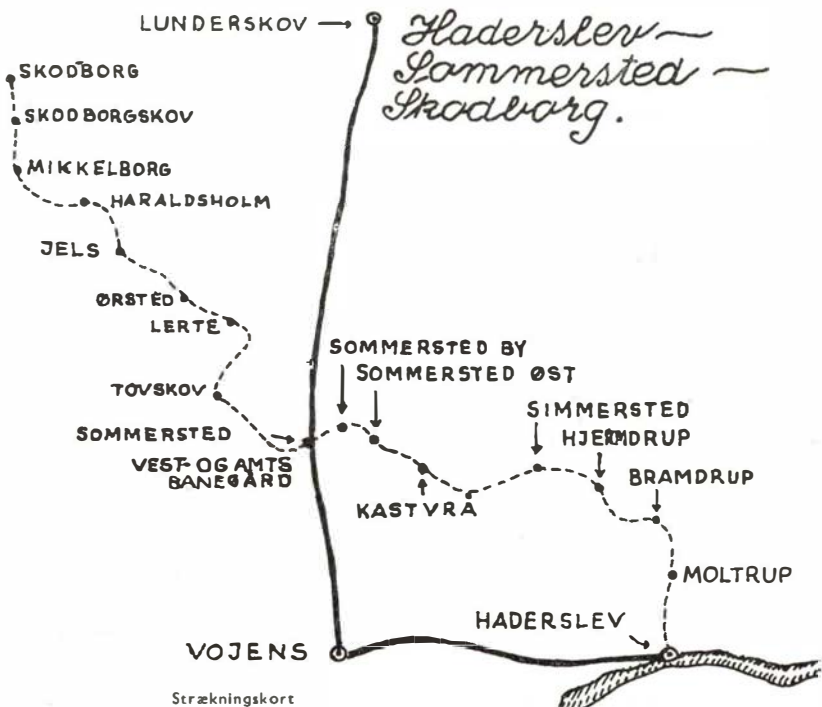 LUNDERSKOV
Haderslev—
Sommersted—
Skodborg.
SKODBORG
SKODBORGSKOV
MIKKELBORG
HARALDSHOLM
JELS
ØRSTED
LERTE
TOVSKOV
SOMMERSTED BY
SOMMERSTED ØST
SOMMERSTED
VEST- OG AMTS
BANEGÅRD
SIMMERSTED
HJERNDRUP
BRAMDRUP
KASTVRA
MOLTRUP
HADERSLEV
VOJENS
Strækningskort